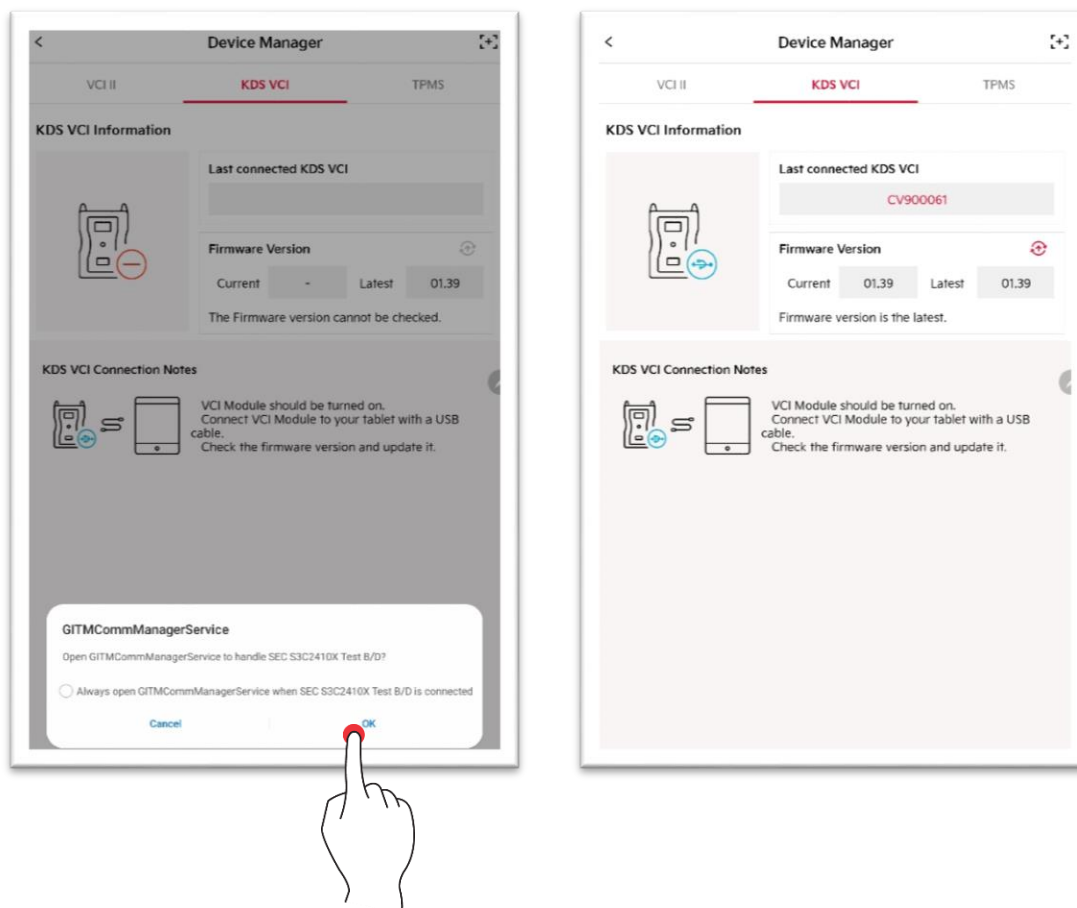 Device Manager
VCI II
KDS VCI
TPMS
KDS VCI Information
Last connected KDS VCI
Firmware Version
Current
-
Latest
01.39
The Firmware version cannot be checked.
KDS VCI Connection Notes
VCI Module should be turned on.
Connect VCI Module to your tablet with a USB
cable.
Check the firmware version and update it.
GITMCommManagerService
Open GITMCommManagerService to handle SEC S3C2410X Test B/D?
Always open GITMCommManagerService when SEC S3C2410X Test B/D is connected
Cancel
OK
Device Manager
VCI II
KDS VCI
TPMS
KDS VCI Information
Last connected KDS VCI
CV900061
Firmware Version
Current
01.39
Latest
01.39
Firmware version is the latest.
KDS VCI Connection Notes
VCI Module should be turned on.
Connect VCI Module to your tablet with a USB
cable.
Check the firmware version and update it.